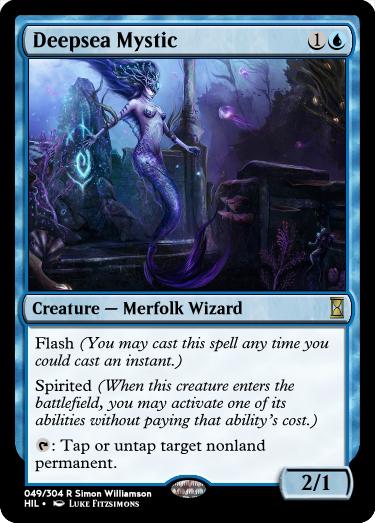 Deepsea Mystic 1
Creature — Merfolk Wizard
Flash (You may cast this spell any time you
could cast an instant.)
Spirited (When this creature enters the
battlefield, you may activate one of its
abilities without paying that ability's cost.)
: Tap or untap target nonland
permanent.
2/1
049/304 R Simon Williamson
HIL • Luke Fitzsimons